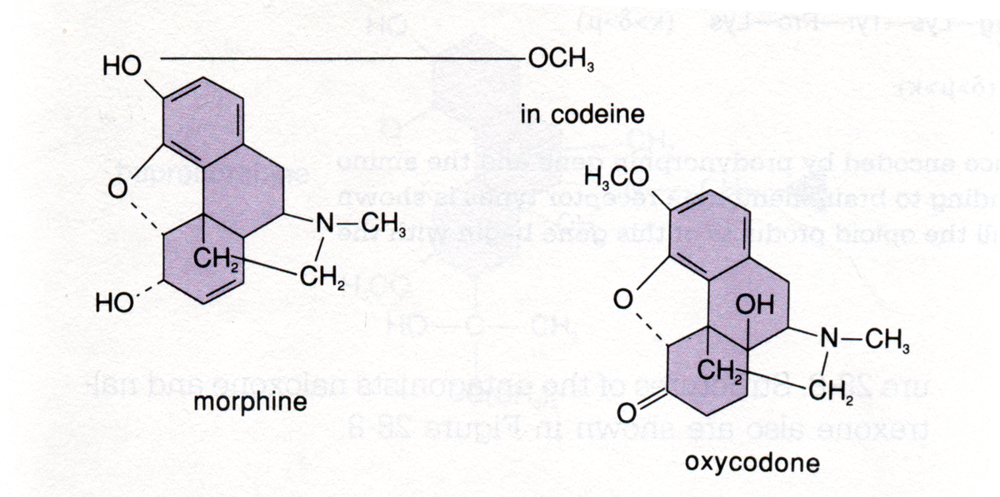 HO
OCH₃
in codeine
O
N—CH₃
CH₂
CH₂
HO
morphine
H₃CO
O
OH
N—CH₃
CH₂
CH₂
O
oxycodone